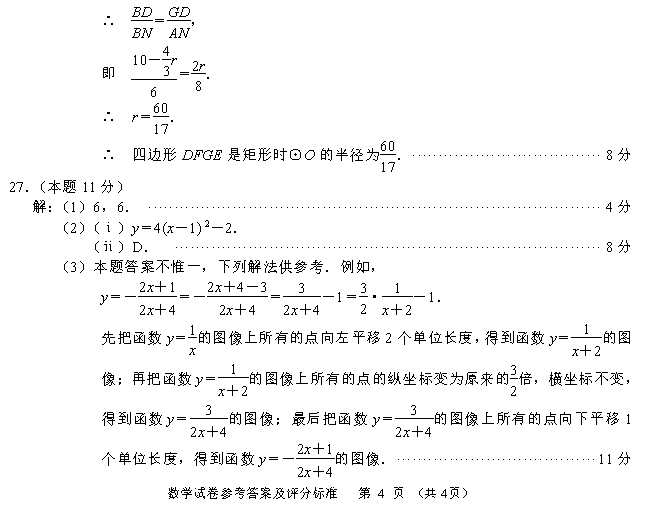 ∴ BD/BN=GD/AN,
即 (10-4/3r)/6=2r/8.
∴ r=60/17.
∴ 四边形 DFGE 是矩形时⊙O 的半径为60/17. ………………………… 8 分
27.(本题 11 分)
解:(1)6,6. ………………………… 4 分
(2)(ⅰ)y=4(x-1)²-2.
(ⅱ)D. ………………………… 8 分
(3)本题答案不惟一,下列解法供参考.例如,
y=-(2x+1)/(2x+4)=-(2x+4-3)/(2x+4)=3/(2x+4)-1=3/2·1/(x+2)-1.
先把函数 y=1/x的图像上所有的点向左平移2个单位长度,得到函数 y=1/(x+2)的图
像;再把函数 y=1/(x+2)的图像上所有的点的纵坐标变为原来的3/2倍,横坐标不变,
得到函数 y=3/(2x+4)的图像;最后把函数 y=3/(2x+4)的图像上所有的点向下平移 1
个单位长度,得到函数 y=-(2x+1)/(2x+4)的图像. ………………………… 11 分
数学试卷参考答案及评分标准 第 4 页 (共 4页)